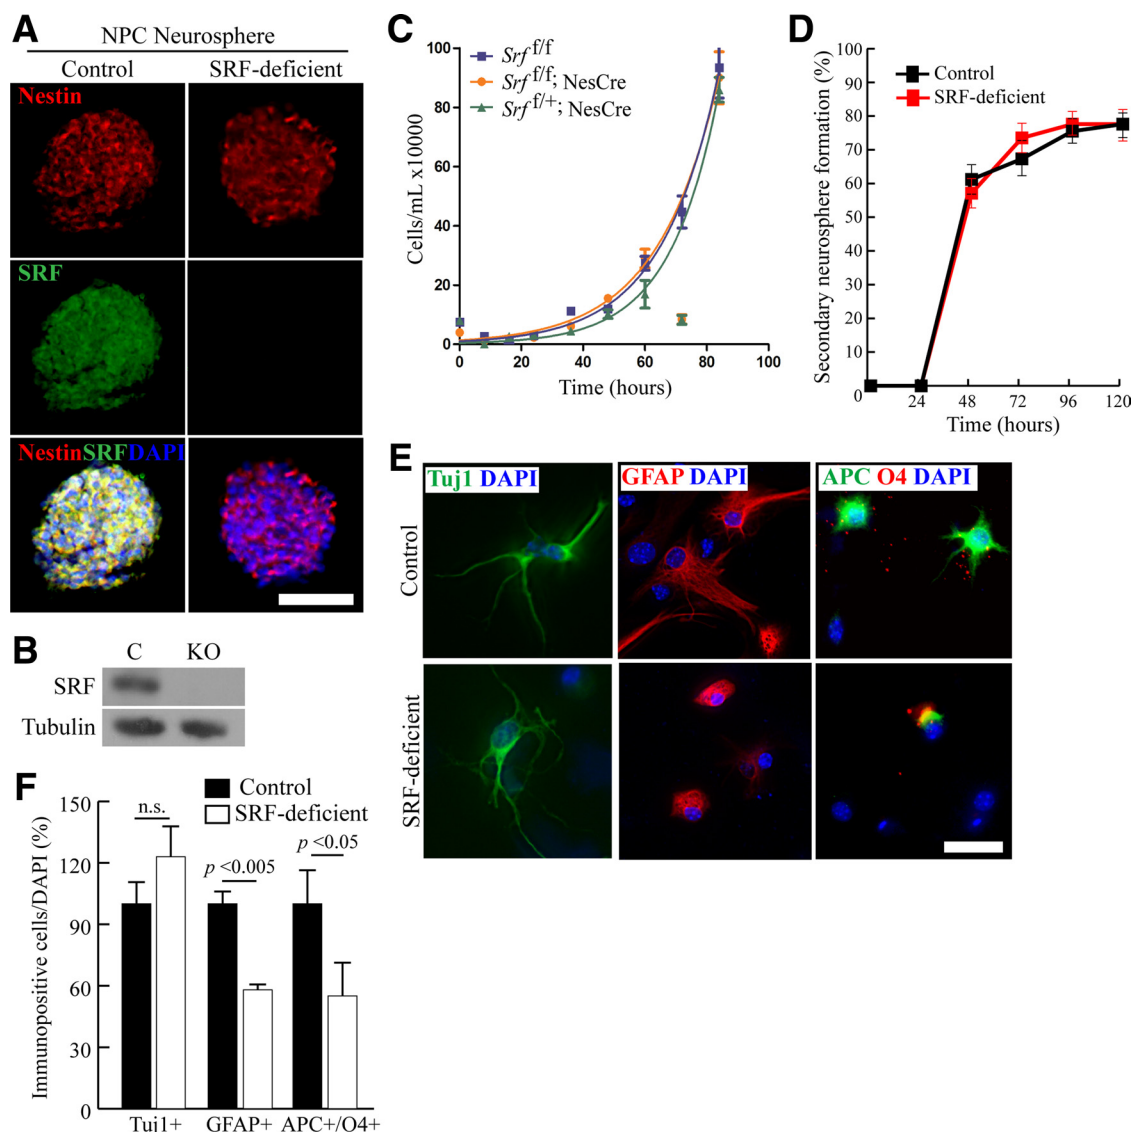 A
NPC Neurosphere
Control SRF-deficient
Nestin
SRF
NestinSRFDAPI
B
C KO
SRF
Tubulin
C
Srf f/f
Srf f/f; NesCre
Srf f/+; NesCre
Cells/mL x10000
100
80
60
40
20
0
0 20 40 60 80 100
Time (hours)
D
Control
SRF-deficient
Secondary neurosphere formation (%)
100
90
80
70
60
50
40
30
20
10
0
24 48 72 96 120
Time (hours)
E
Tuj1 DAPI GFAP DAPI APC O4 DAPI
Control
SRF-deficient
F
Control
SRF-deficient
Immunopositive cells/DAPI (%)
150
120
90
60
30
0
n.s.
p <0.005
p <0.05
Tuj1+ GFAP+ APC+/O4+